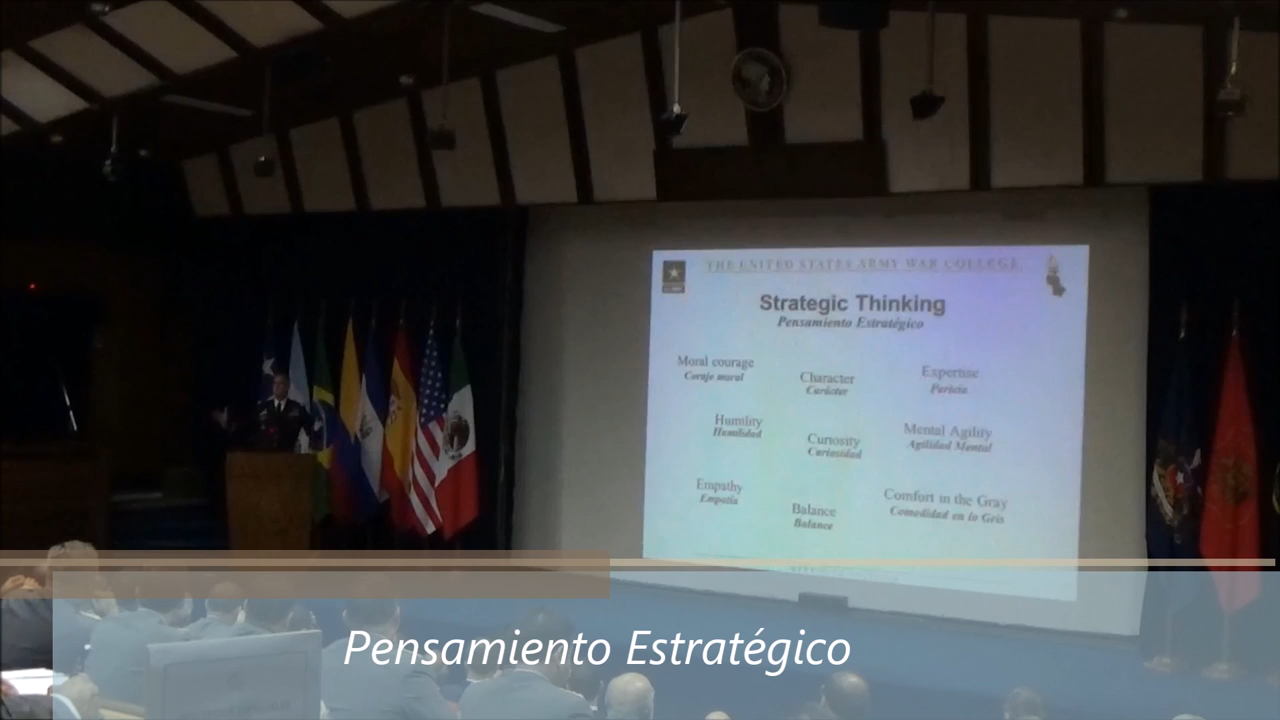 THE UNITED STATES ARMY WAR COLLEGE
Strategic Thinking
Pensamiento Estratégico
Moral courage
Coraje moral
Character
Carácter
Expertise
Pericia
Humility
Humildad
Curiosity
Curiosidad
Mental Agility
Agilidad Mental
Empathy
Empatía
Balance
Balance
Comfort in the Gray
Comodidad en lo Gris
Pensamiento Estratégico